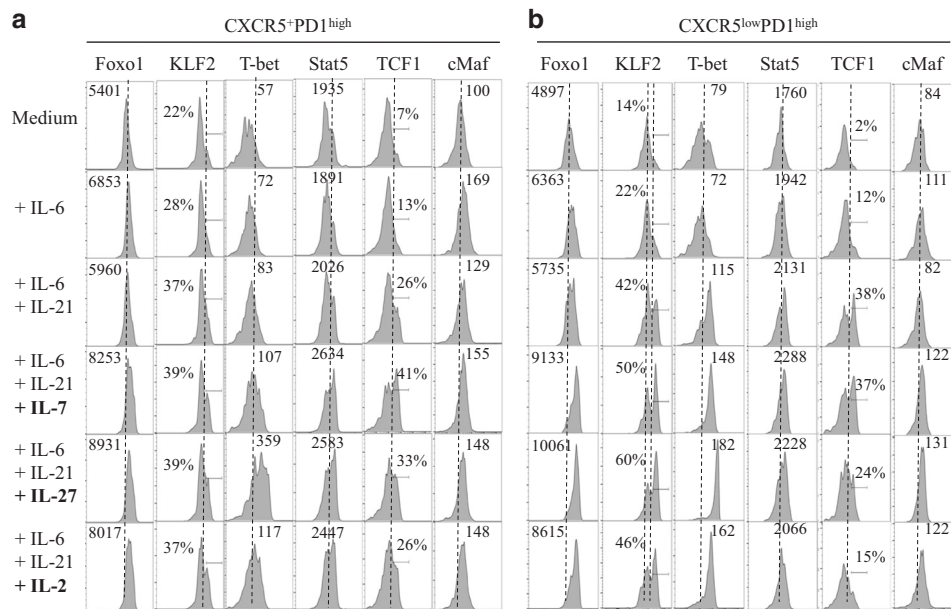 a
CXCR5+PD1high
Foxo1 KLF2 T-bet Stat5 TCF1 cMaf
Medium
5401 22% 57 1935 7% 100
+ IL-6
6853 28% 72 1891 13% 169
+ IL-6
+ IL-21
5960 37% 83 2026 26% 129
+ IL-6
+ IL-21
+ IL-7
8253 39% 107 2634 41% 155
+ IL-6
+ IL-21
+ IL-27
8931 39% 359 2583 33% 148
+ IL-6
+ IL-21
+ IL-2
8017 37% 117 2447 26% 148
b
CXCR5lowPD1high
Foxo1 KLF2 T-bet Stat5 TCF1 cMaf
4897 14% 79 1760 2% 84
6363 22% 72 1942 12% 111
5735 42% 115 2131 38% 82
9133 50% 148 2288 37% 122
10061 60% 182 2228 24% 131
8615 46% 162 2066 15% 122